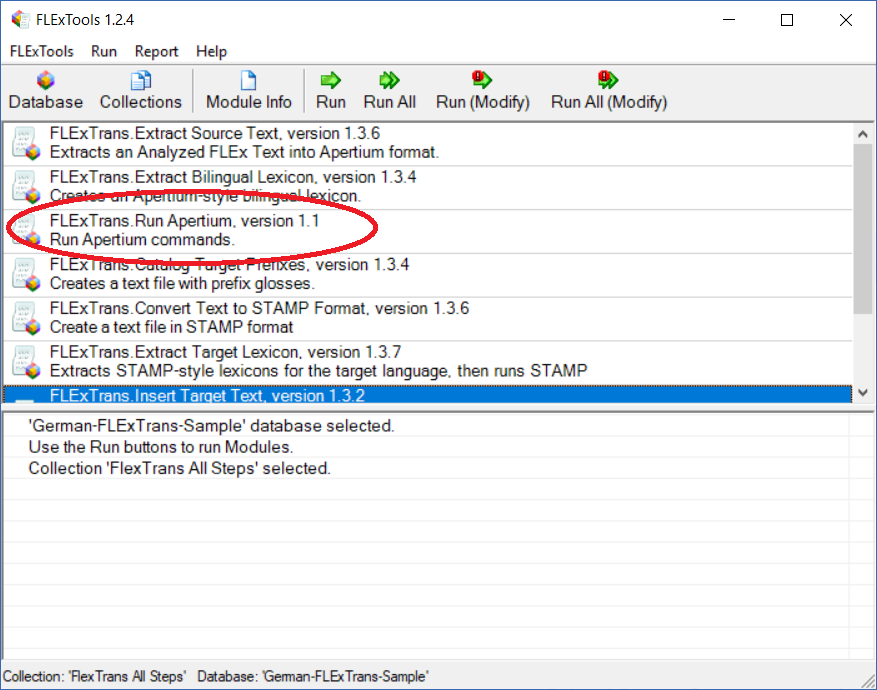 FLExTools 1.2.4
FLExTools Run Report Help
Database Collections Module Info Run Run All Run (Modify) Run All (Modify)
FLExTrans.Extract Source Text, version 1.3.6
Extracts an Analyzed FLEx Text into Apertium format.
FLExTrans.Extract Bilingual Lexicon, version 1.3.4
Creates an Apertium-style bilingual lexicon.
FLExTrans.Run Apertium, version 1.1
Run Apertium commands.
FLExTrans.Catalog Target Prefixes, version 1.3.4
Creates a text file with prefix glosses.
FLExTrans.Convert Text to STAMP Format, version 1.3.6
Create a text file in STAMP format
FLExTrans.Extract Target Lexicon, version 1.3.7
Extracts STAMP-style lexicons for the target language, then runs STAMP
FLExTrans.Insert Target Text, version 1.3.2
'German-FLExTrans-Sample' database selected.
Use the Run buttons to run Modules.
Collection 'FlexTrans All Steps' selected.
Collection: 'FlexTrans All Steps' Database: 'German-FLExTrans-Sample'